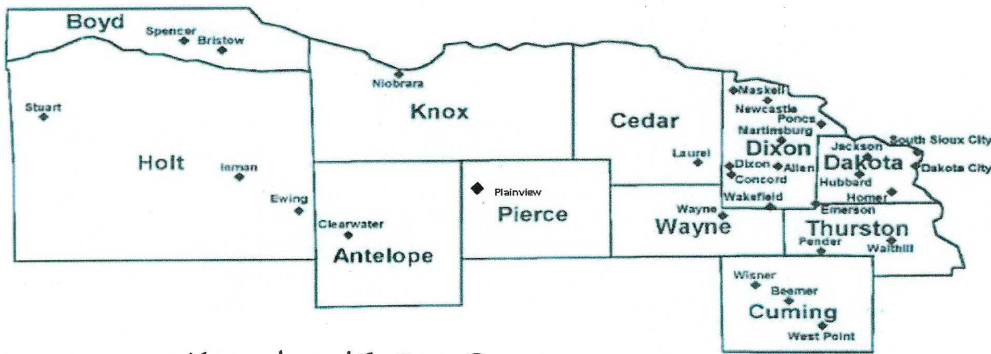 Boyd
Spencer
Bristow
Niobrara
Knox
Stuart
Holt
Inman
Ewing
Clearwater
Antelope
Plainview
Pierce
Cedar
Laurel
Maskell
Newcastle
Ponca
Martinsburg
Dixon
Dixon
Allen
Concord
Wakefield
Jackson
South Sioux City
Dakota
Dakota City
Hubbard
Homer
Emerson
Wayne
Wayne
Thurston
Pender
Walthill
Wisner
Beemer
Cuming
West Point